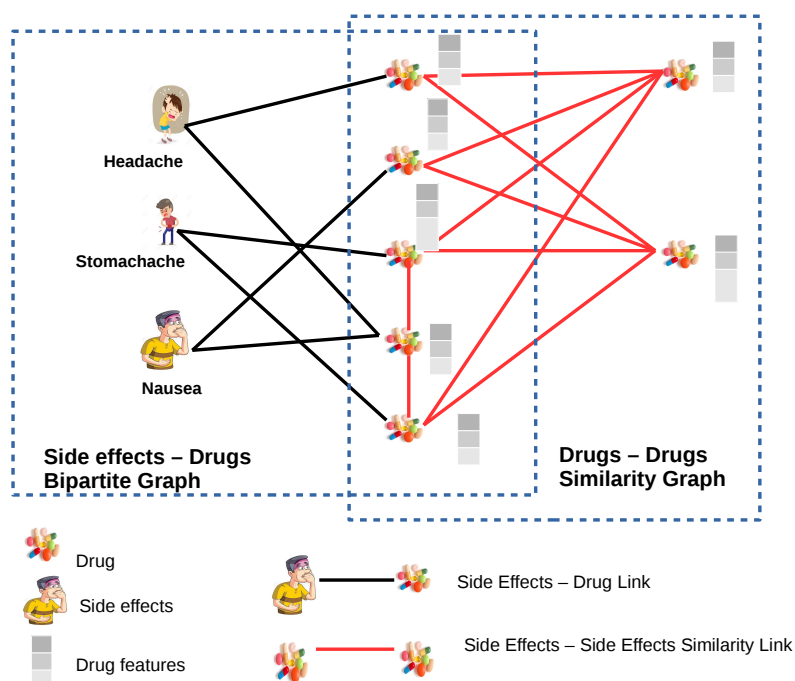 Headache
Stomachache
Nausea
Side effects – Drugs
Bipartite Graph
Drugs – Drugs
Similarity Graph
Drug
Side effects
Drug features
Side Effects – Drug Link
Side Effects – Side Effects Similarity Link